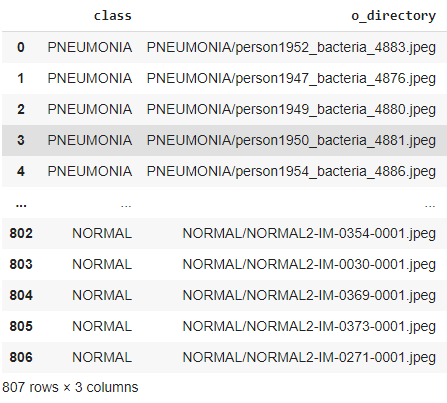 class o_directory
0 PNEUMONIA PNEUMONIA/person1952_bacteria_4883.jpeg
1 PNEUMONIA PNEUMONIA/person1947_bacteria_4876.jpeg
2 PNEUMONIA PNEUMONIA/person1949_bacteria_4880.jpeg
3 PNEUMONIA PNEUMONIA/person1950_bacteria_4881.jpeg
4 PNEUMONIA PNEUMONIA/person1954_bacteria_4886.jpeg
... ... ...
802 NORMAL NORMAL/NORMAL2-IM-0354-0001.jpeg
803 NORMAL NORMAL/NORMAL2-IM-0030-0001.jpeg
804 NORMAL NORMAL/NORMAL2-IM-0369-0001.jpeg
805 NORMAL NORMAL/NORMAL2-IM-0373-0001.jpeg
806 NORMAL NORMAL/NORMAL2-IM-0271-0001.jpeg
807 rows × 3 columns